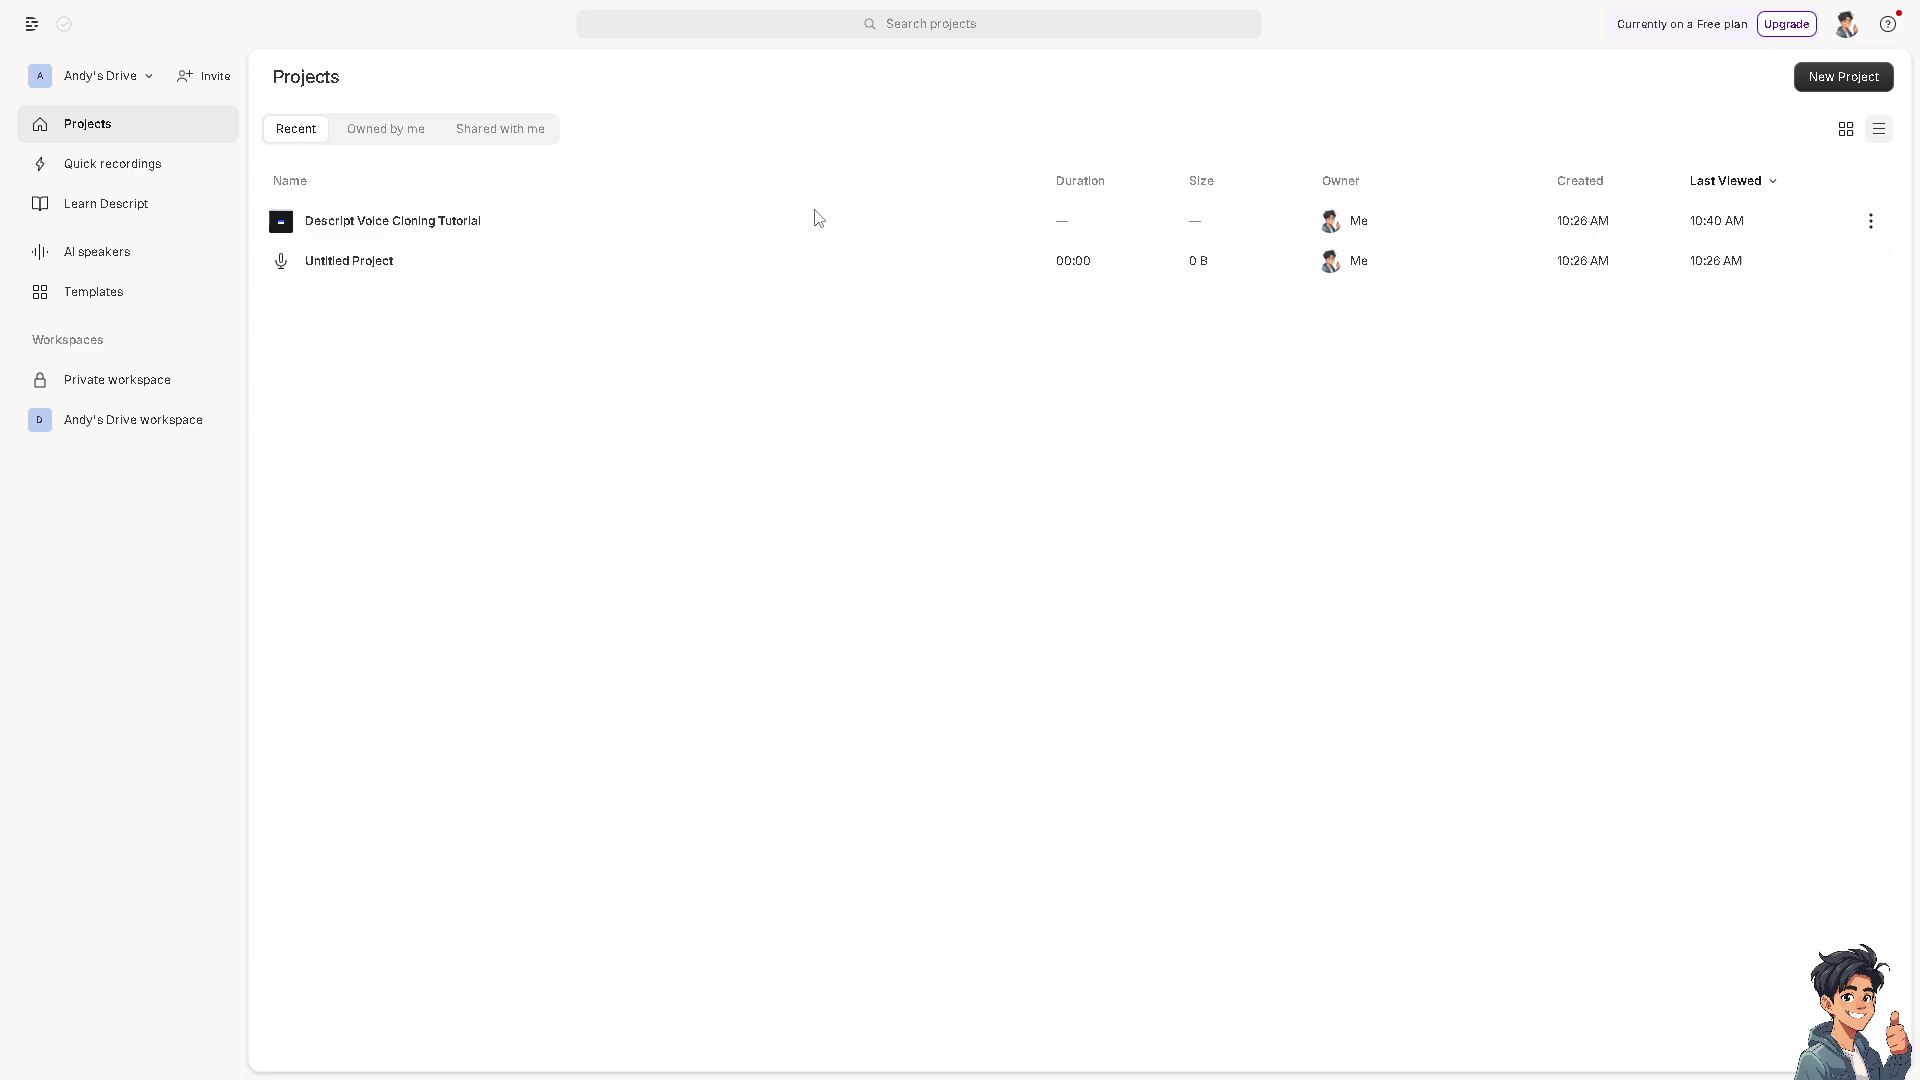 Search projects
Currently on a Free plan
Upgrade
A
Andy's Drive
Invite
Projects
New Project
Projects
Quick recordings
Learn Descript
AI speakers
Templates
Workspaces
Private workspace
D
Andy's Drive workspace
Recent
Owned by me
Shared with me
Name
Duration
Size
Owner
Created
Last Viewed
Descript Voice Cloning Tutorial
—
—
Me
10:26 AM
10:40 AM
Untitled Project
00:00
0 B
Me
10:26 AM
10:26 AM